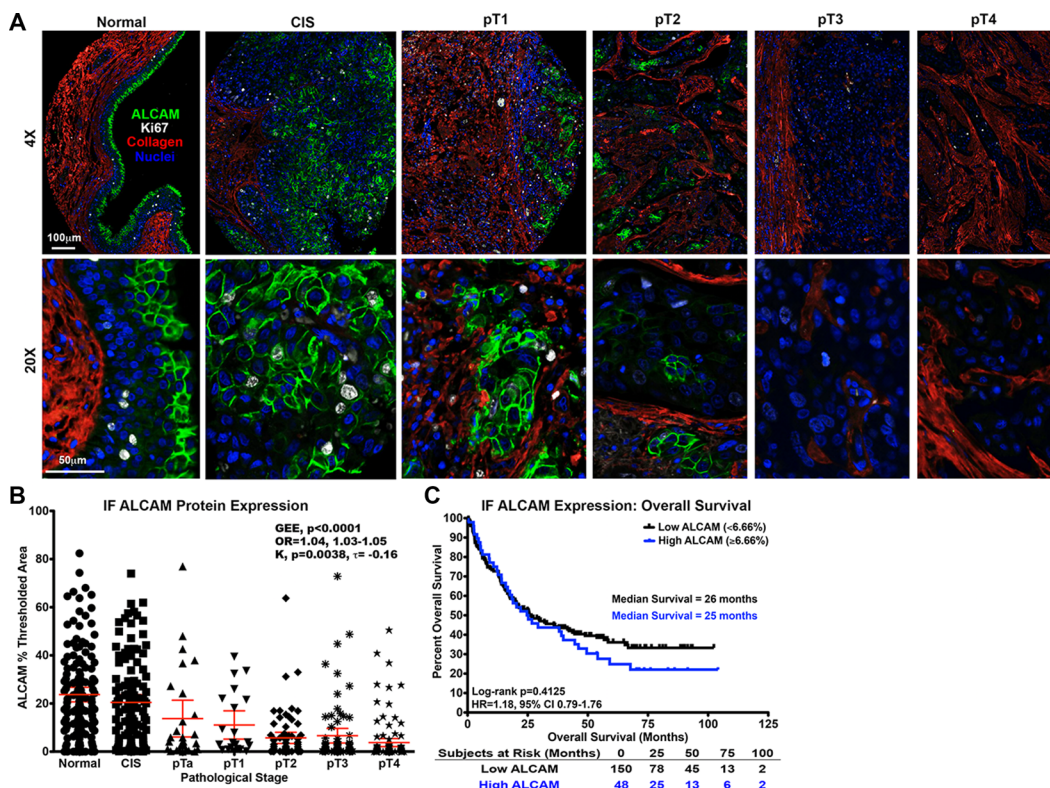 A
Normal
CIS
pT1
pT2
pT3
pT4
4X
ALCAM
Ki67
Collagen
Nuclei
100μm
20X
50μm
B
IF ALCAM Protein Expression
GEE, p<0.0001
OR=1.04, 1.03-1.05
K, p=0.0038, τ= -0.16
ALCAM % Thresholded Area
100
80
60
40
20
0
Normal CIS pTa pT1 pT2 pT3 pT4
Pathological Stage
C
IF ALCAM Expression: Overall Survival
Low ALCAM (<6.66%)
High ALCAM (≥6.66%)
Median Survival = 26 months
Median Survival = 25 months
Percent Overall Survival
100
90
80
70
60
50
40
30
20
10
0
Log-rank p=0.4125
HR=1.18, 95% CI 0.79-1.76
0 25 50 75 100 125
Overall Survival (Months)
Subjects at Risk (Months) 0 25 50 75 100
Low ALCAM 150 78 45 13 2
High ALCAM 48 25 13 6 2